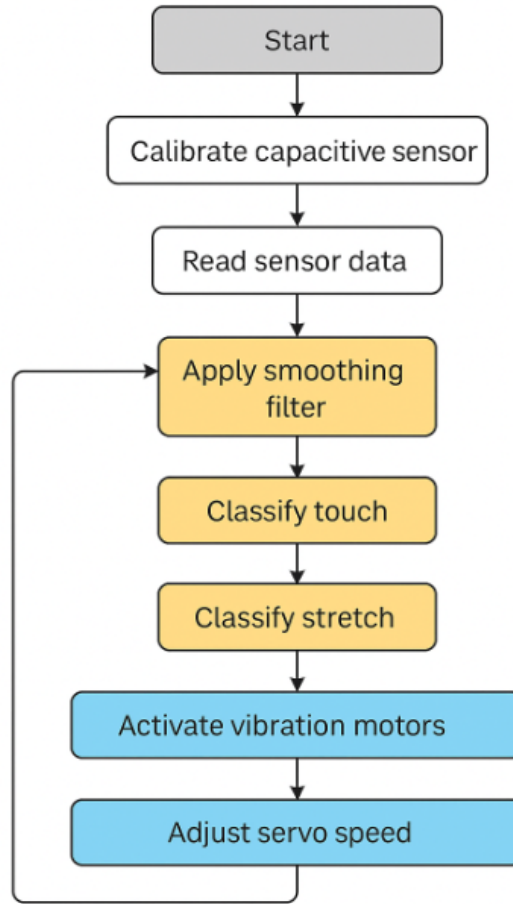 Start
Calibrate capacitive sensor
Read sensor data
Apply smoothing
filter
Classify touch
Classify stretch
Activate vibration motors
Adjust servo speed